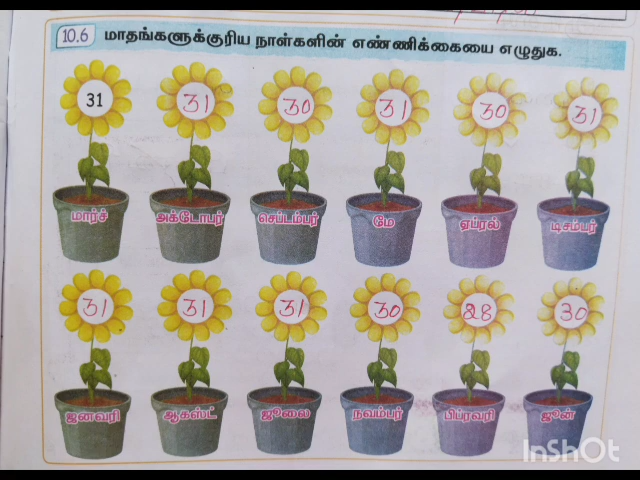 10.6 மாதங்களுக்குரிய நாள்களின் எண்ணிக்கையை எழுதுக.
31 31 30 31 30 31
மார்ச் அக்டோபர் செப்டம்பர் மே ஏப்ரல் டிசம்பர்
31 31 31 30 28 30
ஜனவரி ஆகஸ்ட் ஜூலை நவம்பர் பிப்ரவரி ஜூன்
InShOt